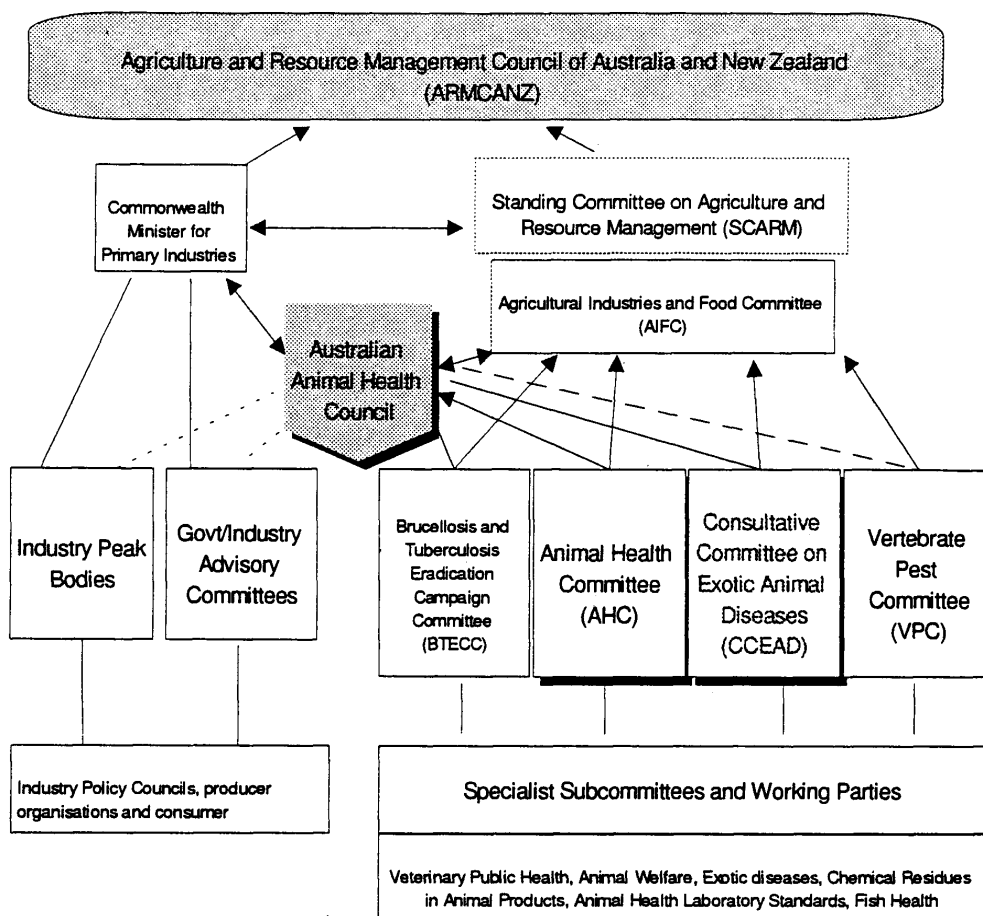 Agriculture and Resource Management Council of Australia and New Zealand
(ARMCANZ)
Commonwealth
Minister for
Primary Industries
Standing Committee on Agriculture and
Resource Management (SCARM)
Agricultural Industries and Food Committee
(AIFC)
Australian
Animal Health
Council
Industry Peak
Bodies
Govt/Industry
Advisory
Committees
Brucellosis and
Tuberculosis
Eradication
Campaign
Committee
(BTECC)
Animal Health
Committee
(AHC)
Consultative
Committee on
Exotic Animal
Diseases
(CCEAD)
Vertebrate
Pest
Committee
(VPC)
Industry Policy Councils, producer
organisations and consumer
Specialist Subcommittees and Working Parties
Veterinary Public Health, Animal Welfare, Exotic diseases, Chemical Residues
in Animal Products, Animal Health Laboratory Standards, Fish Health